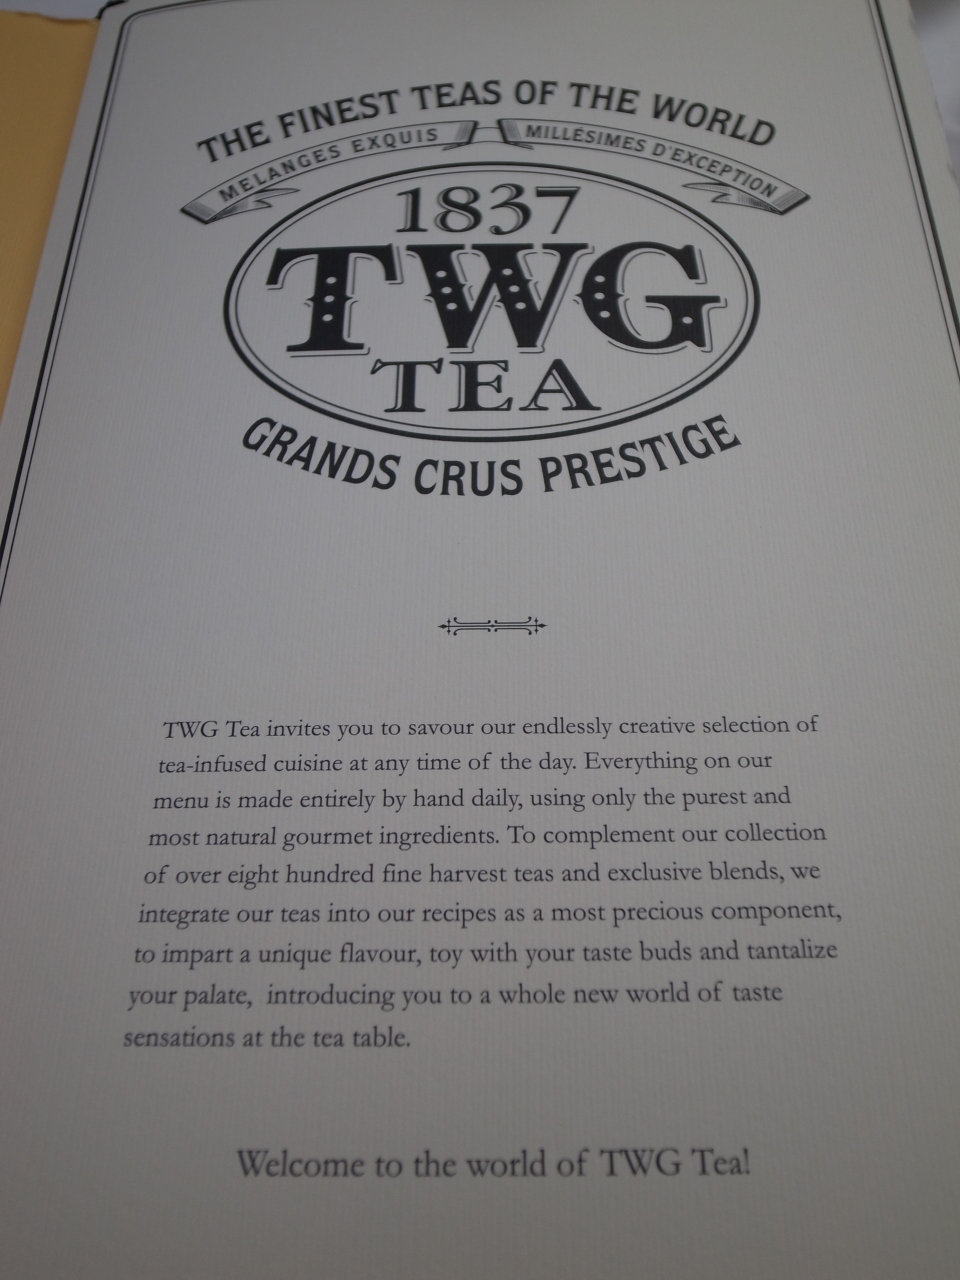 THE FINEST TEAS OF THE WORLD
MELANGES EXQUIS MILLÉSIMES D'EXCEPTION
1837
TWG
TEA
GRANDS CRUS PRESTIGE
TWG Tea invites you to savour our endlessly creative selection of
tea-infused cuisine at any time of the day. Everything on our
menu is made entirely by hand daily, using only the purest and
most natural gourmet ingredients. To complement our collection
of over eight hundred fine harvest teas and exclusive blends, we
integrate our teas into our recipes as a most precious component,
to impart a unique flavour, toy with your taste buds and tantalize
your palate, introducing you to a whole new world of taste
sensations at the tea table.
Welcome to the world of TWG Tea!